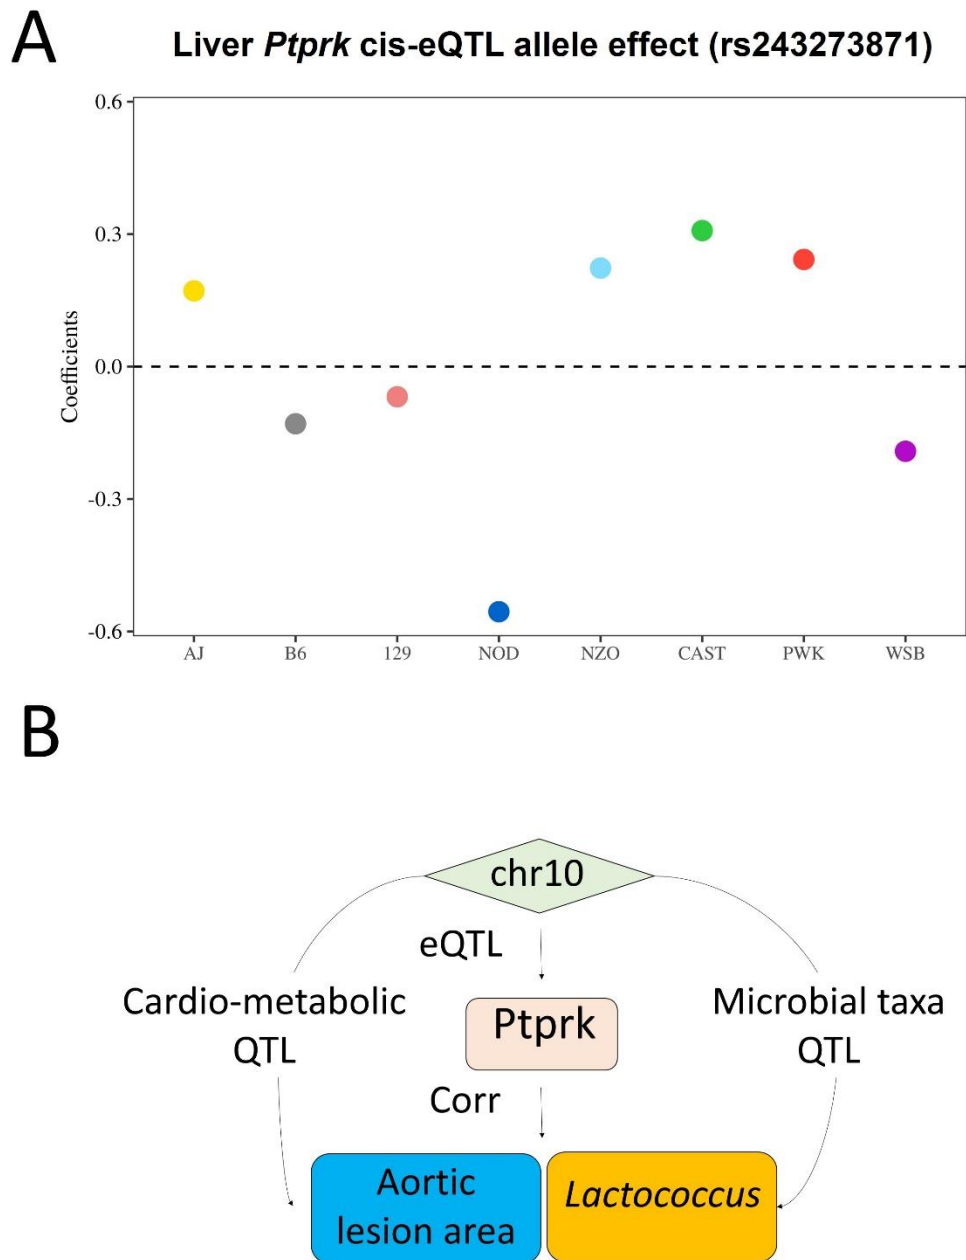 A
Liver Ptprk cis-eQTL allele effect (rs243273871)
0.6
0.3
0.0
-0.3
-0.6
Coefficients
AJ B6 129 NOD NZO CAST PWK WSB
B
chr10
eQTL
Cardio-metabolic
QTL
Ptprk
Microbial taxa
QTL
Corr
Aortic
lesion area
Lactococcus